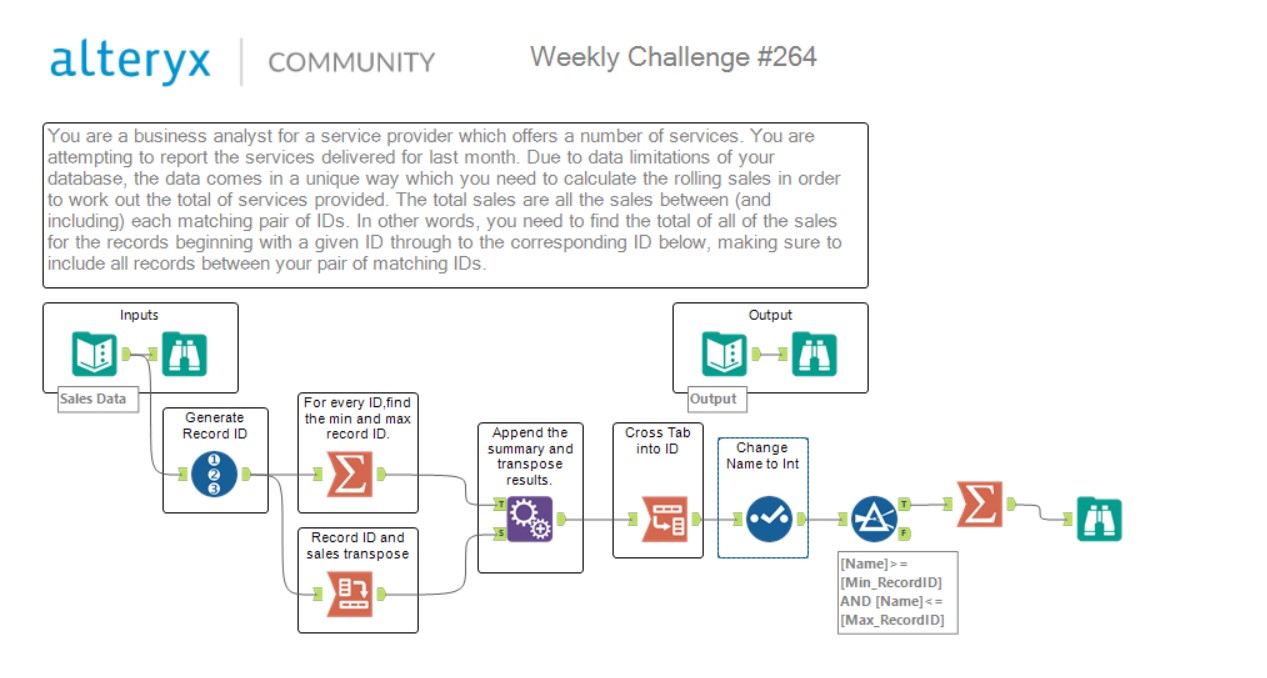 alteryx COMMUNITY
Weekly Challenge #264
You are a business analyst for a service provider which offers a number of services. You are
attempting to report the services delivered for last month. Due to data limitations of your
database, the data comes in a unique way which you need to calculate the rolling sales in order
to work out the total of services provided. The total sales are all the sales between (and
including) each matching pair of IDs. In other words, you need to find the total of all of the sales
for the records beginning with a given ID through to the corresponding ID below, making sure to
include all records between your pair of matching IDs.
Inputs
Sales Data
Output
Output
Generate
Record ID
1
2
3
For every ID,find
the min and max
record ID.
Σ
Record ID and
sales transpose
Append the
summary and
transpose
results.
T
S
Cross Tab
into ID
Change
Name to Int
T
F
[Name]>=
[Min_RecordID]
AND [Name]<=
[Max_RecordID]
Σ